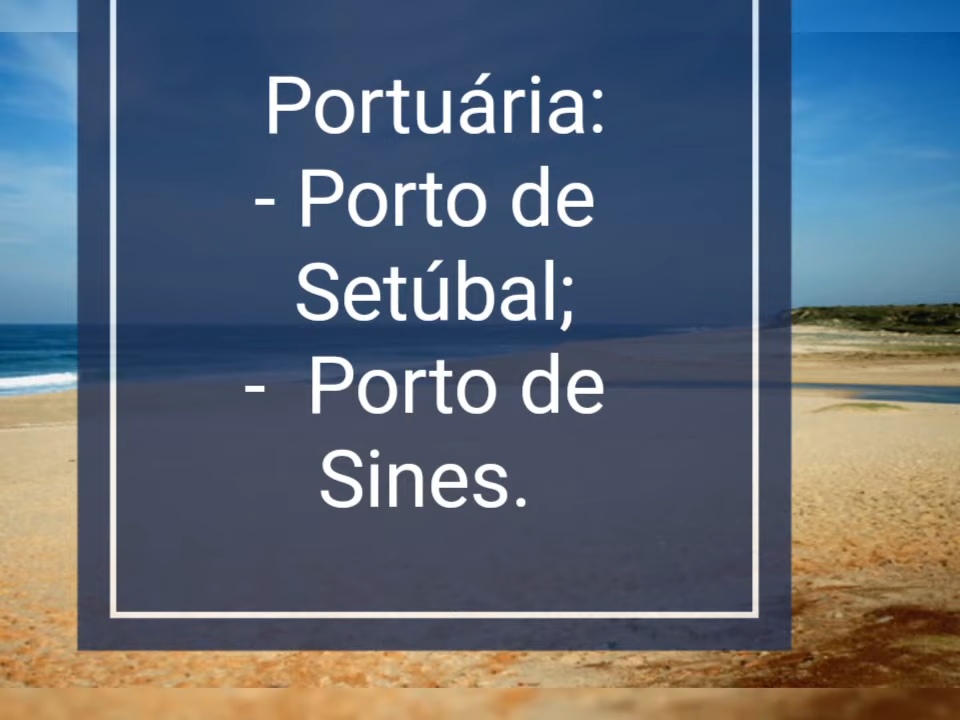 Portuária:
- Porto de
Setúbal;
- Porto de
Sines.